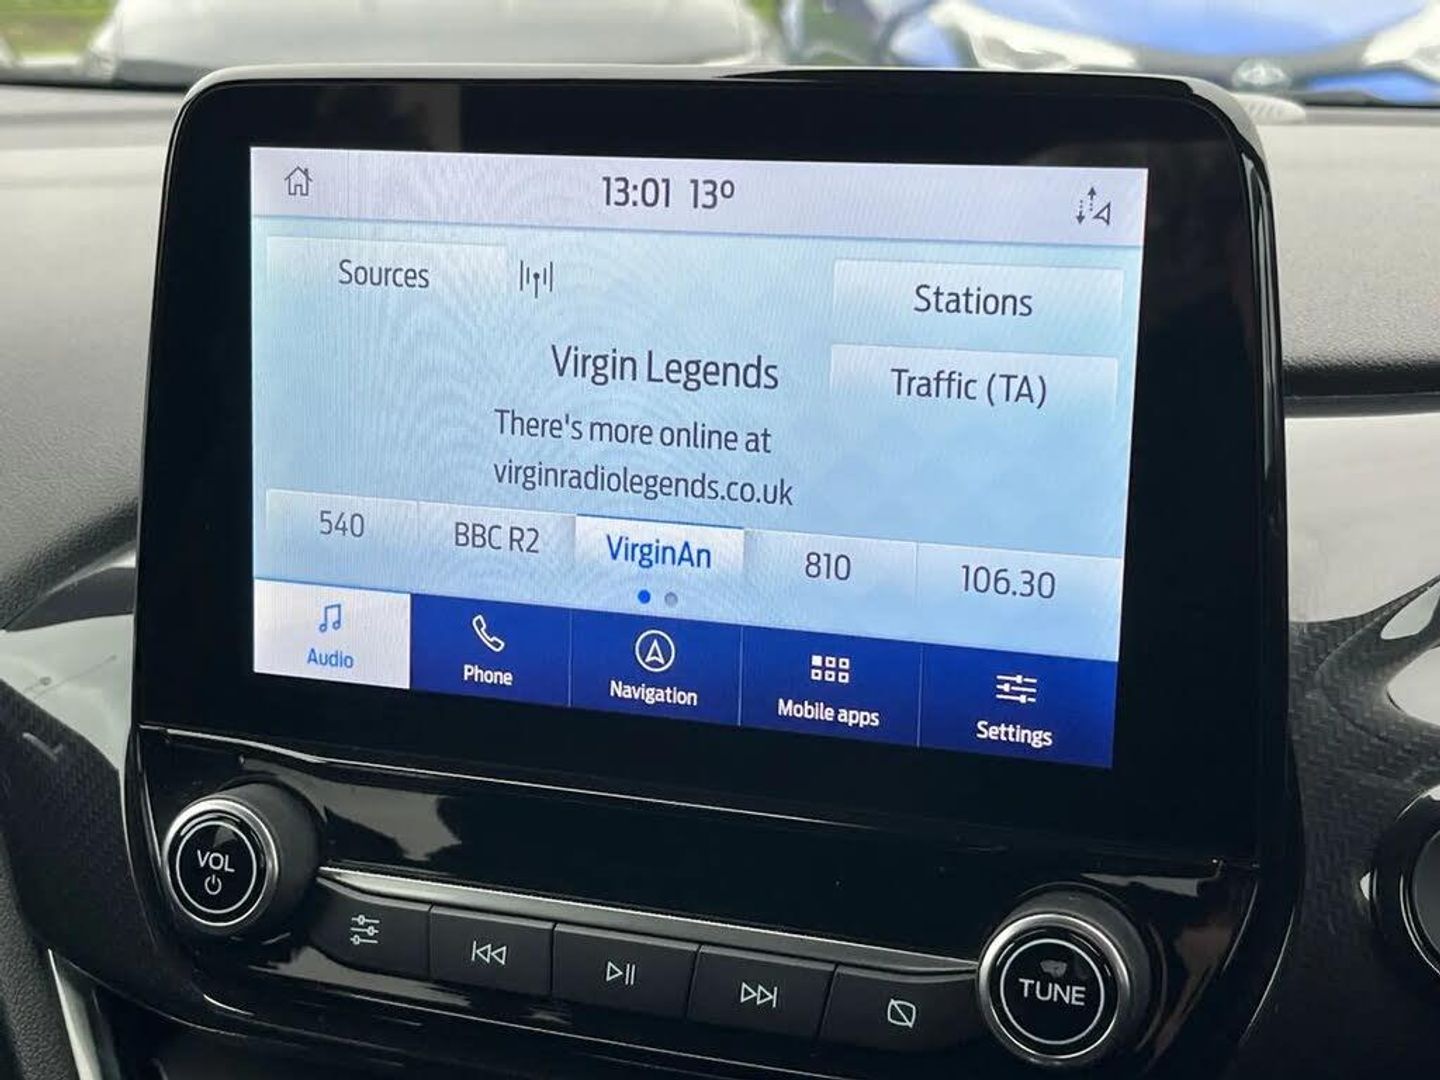 13:01 13º
Sources
Stations
Virgin Legends
Traffic (TA)
There's more online at
virginradiolegends.co.uk
540
BBC R2
VirginAn
810
106.30
Audio
Phone
Navigation
Mobile apps
Settings
VOL
TUNE